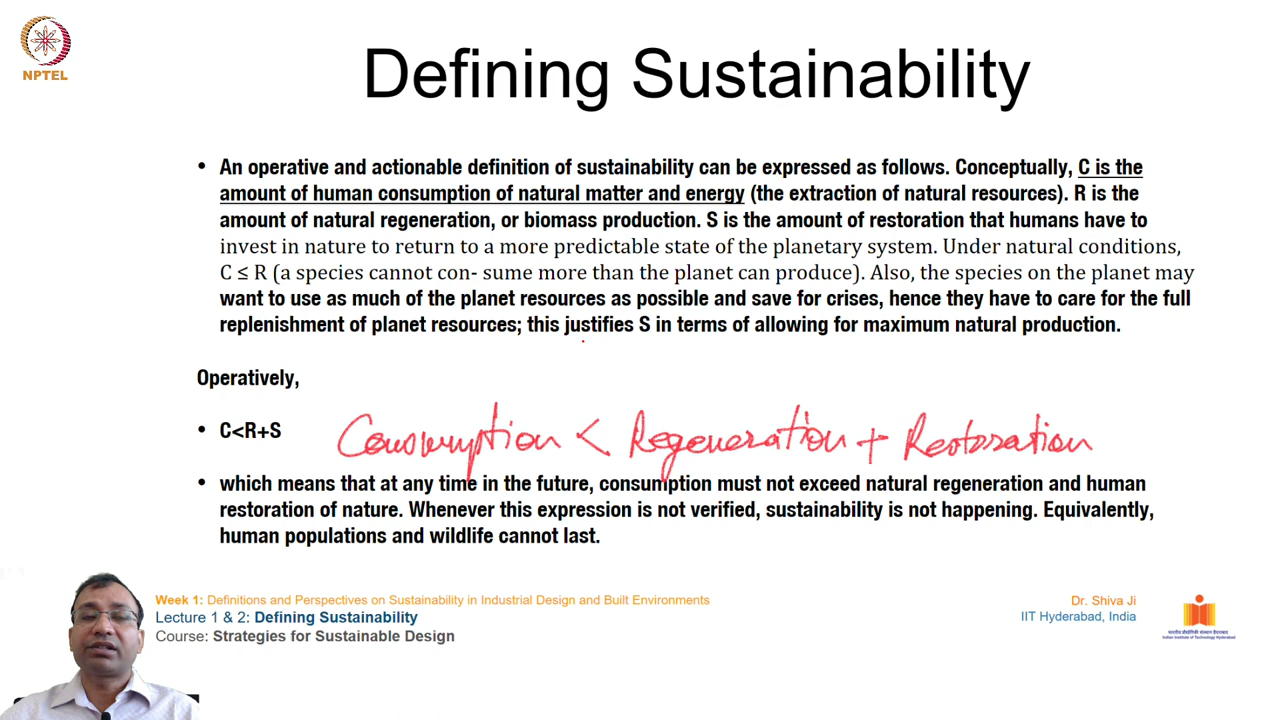 NPTEL
Defining Sustainability
• An operative and actionable definition of sustainability can be expressed as follows. Conceptually, C is the
amount of human consumption of natural matter and energy (the extraction of natural resources). R is the
amount of natural regeneration, or biomass production. S is the amount of restoration that humans have to
invest in nature to return to a more predictable state of the planetary system. Under natural conditions,
C ≤ R (a species cannot con- sume more than the planet can produce). Also, the species on the planet may
want to use as much of the planet resources as possible and save for crises, hence they have to care for the full
replenishment of planet resources; this justifies S in terms of allowing for maximum natural production.
Operatively,
• C<R+S
Consumption < Regeneration + Restoration
• which means that at any time in the future, consumption must not exceed natural regeneration and human
restoration of nature. Whenever this expression is not verified, sustainability is not happening. Equivalently,
human populations and wildlife cannot last.
Week 1: Definitions and Perspectives on Sustainability in Industrial Design and Built Environments
Lecture 1 & 2: Defining Sustainability
Course: Strategies for Sustainable Design
Dr. Shiva Ji
IIT Hyderabad, India
भारतीय प्रौद्योगिकी संस्थान हैदराबाद
Indian Institute of Technology Hyderabad